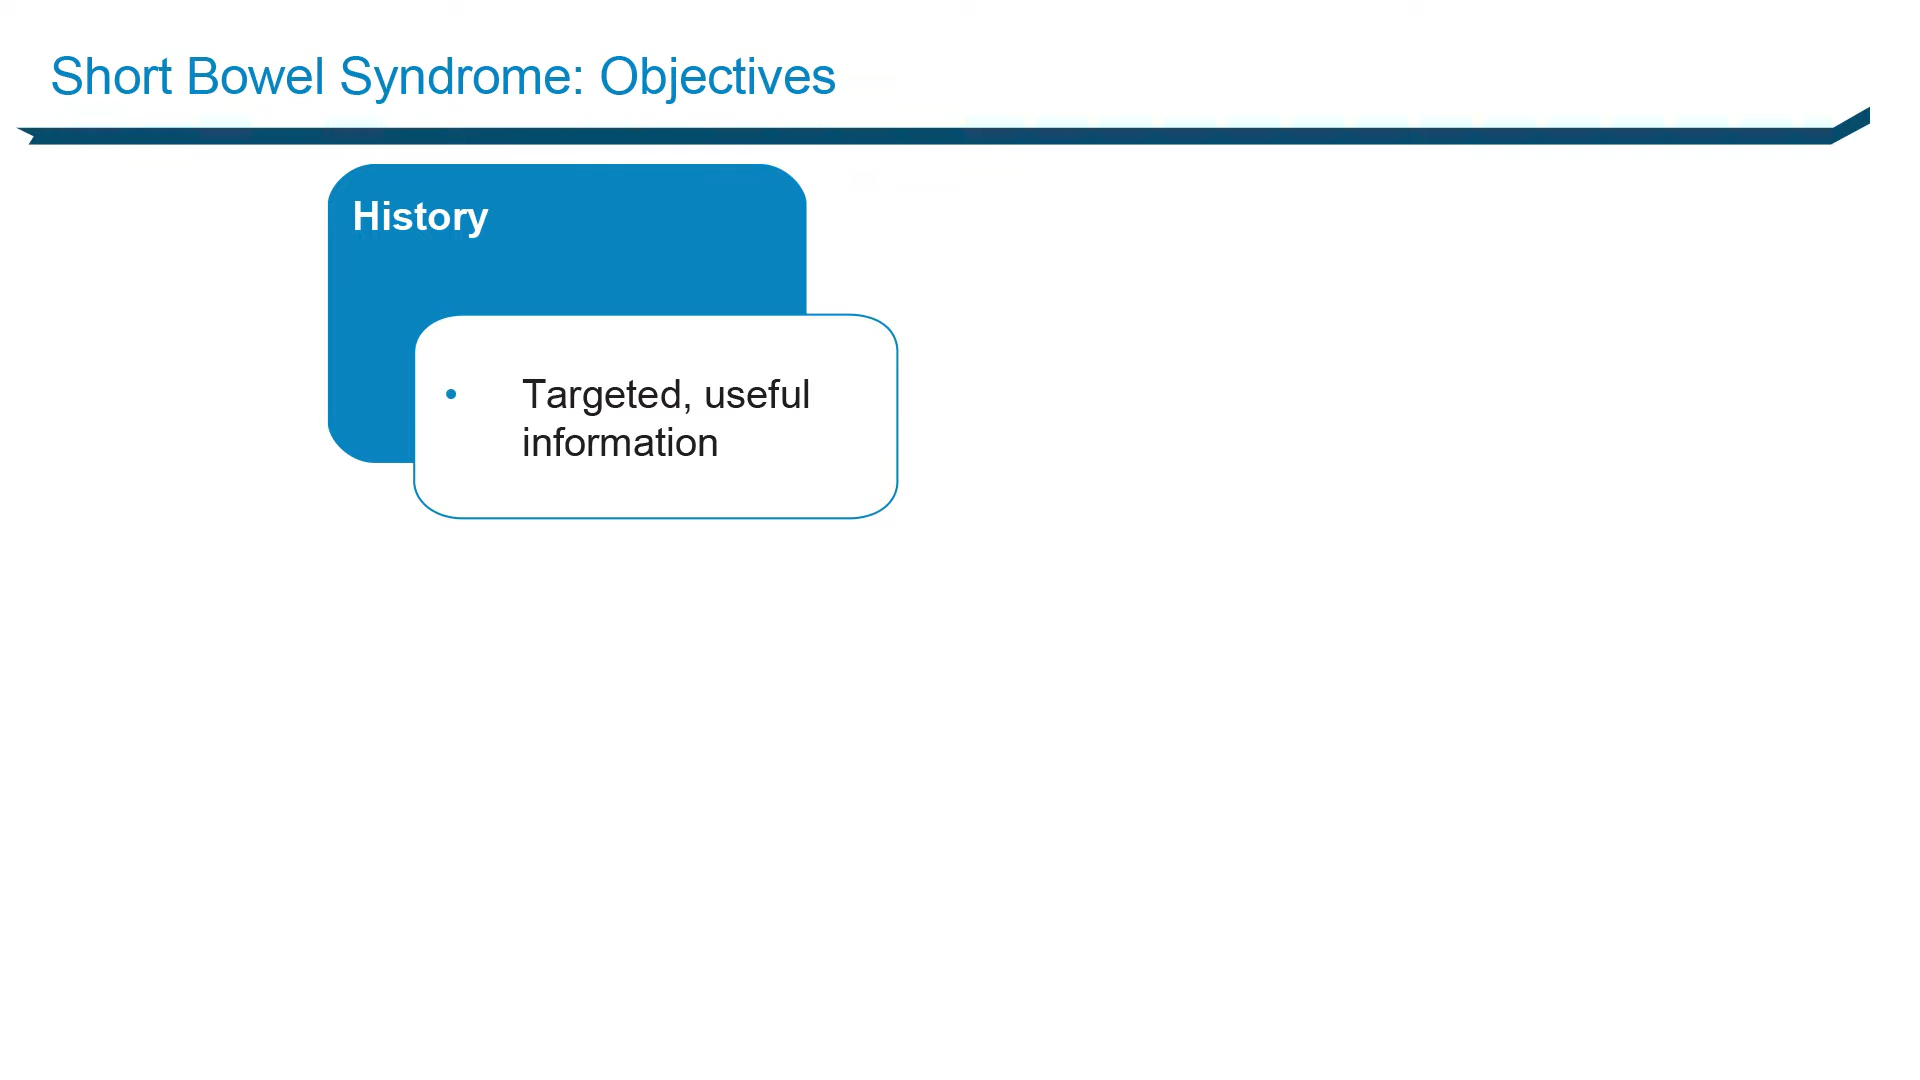 Short Bowel Syndrome: Objectives
History
• Targeted, useful
information